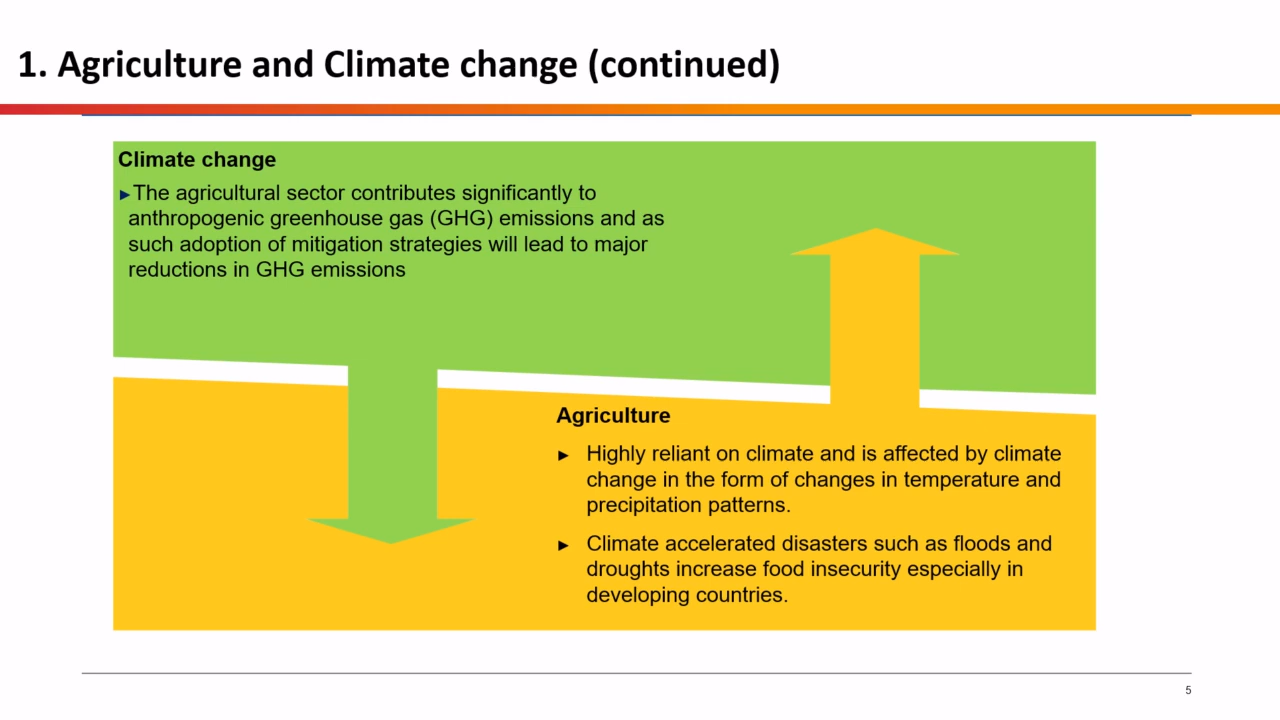 1. Agriculture and Climate change (continued)
Climate change
►The agricultural sector contributes significantly to
anthropogenic greenhouse gas (GHG) emissions and as
such adoption of mitigation strategies will lead to major
reductions in GHG emissions
Agriculture
► Highly reliant on climate and is affected by climate
change in the form of changes in temperature and
precipitation patterns.
► Climate accelerated disasters such as floods and
droughts increase food insecurity especially in
developing countries.
5